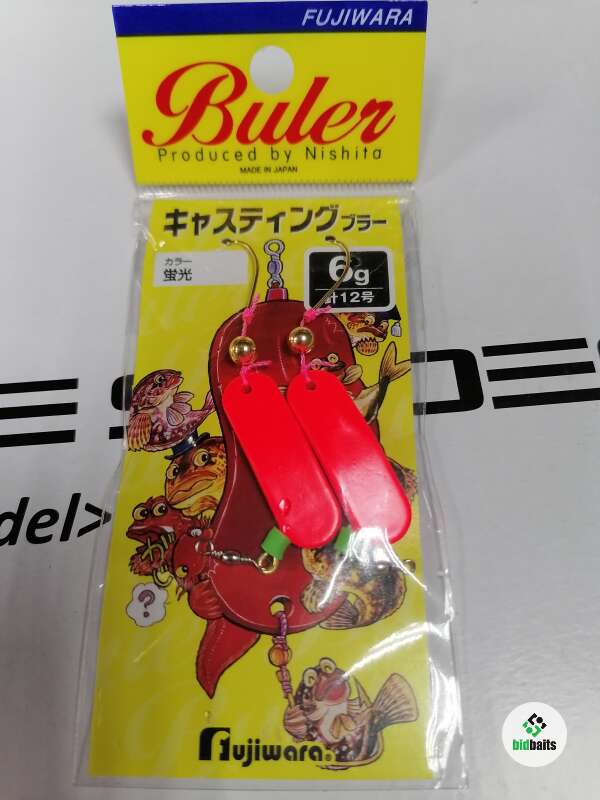 FUJIWARA
Buler
Produced by Nishita
MADE IN JAPAN
キャスティングブラー
カラー
蛍光
6g
計12号
?
Fujiwara
del>
bidbaits